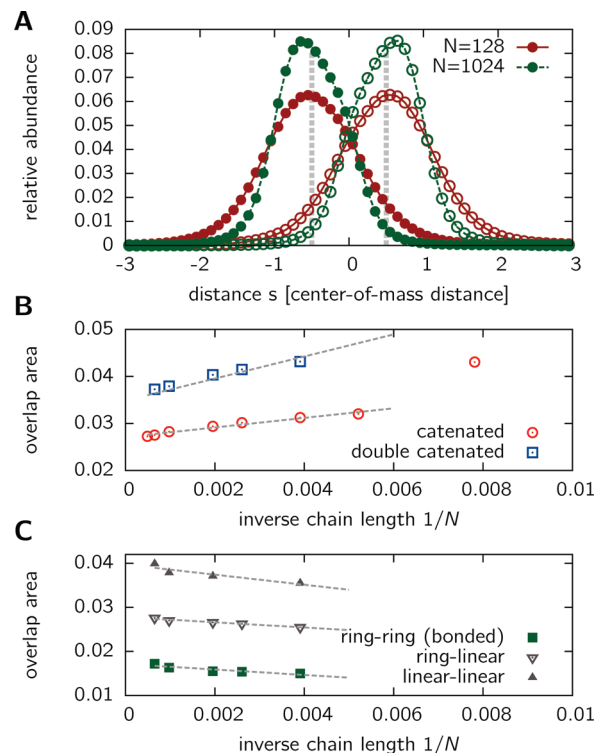 A
relative abundance
0.09
0.08
0.07
0.06
0.05
0.04
0.03
0.02
0.01
0
N=128
N=1024
-3 -2 -1 0 1 2 3
distance s [center-of-mass distance]
B
overlap area
0.05
0.04
0.03
0.02
catenated
double catenated
0 0.002 0.004 0.006 0.008 0.01
inverse chain length 1/N
C
overlap area
0.04
0.03
0.02
0.01
ring-ring (bonded)
ring-linear
linear-linear
0 0.002 0.004 0.006 0.008 0.01
inverse chain length 1/N